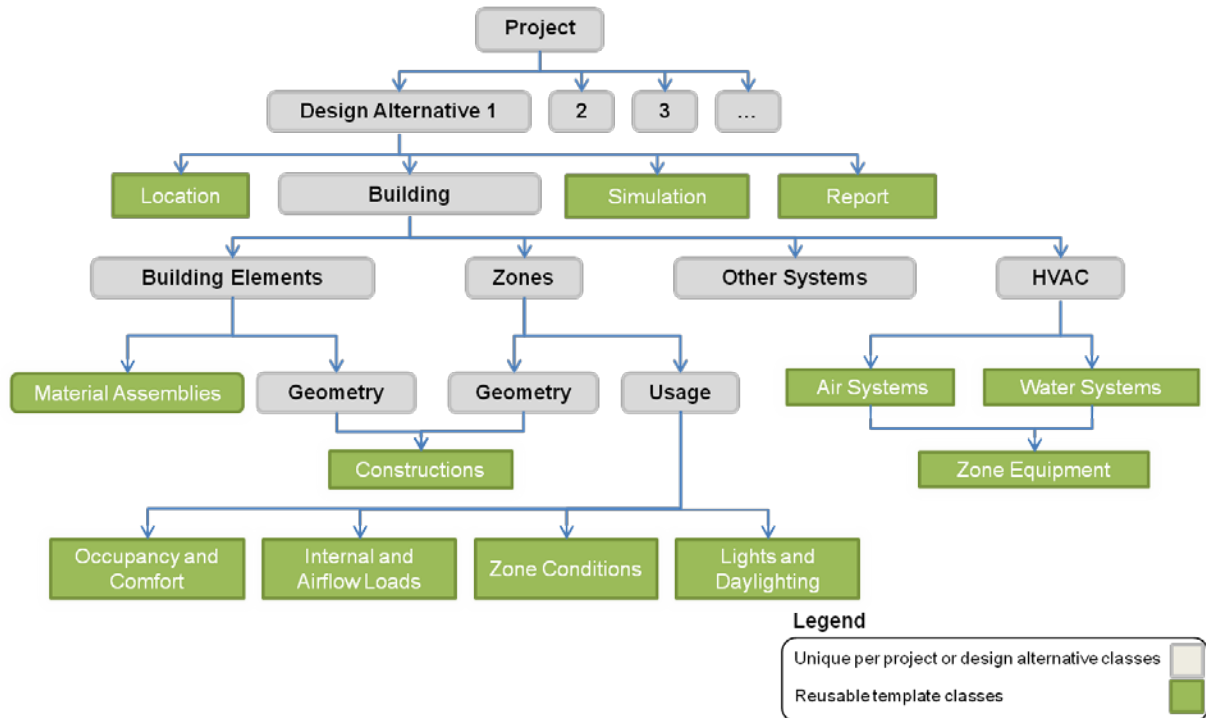 Project
Design Alternative 1
2
3
...
Location
Building
Simulation
Report
Building Elements
Zones
Other Systems
HVAC
Material Assemblies
Geometry
Geometry
Usage
Air Systems
Water Systems
Constructions
Zone Equipment
Occupancy and
Comfort
Internal and
Airflow Loads
Zone Conditions
Lights and
Daylighting
Legend
Unique per project or design alternative classes
Reusable template classes